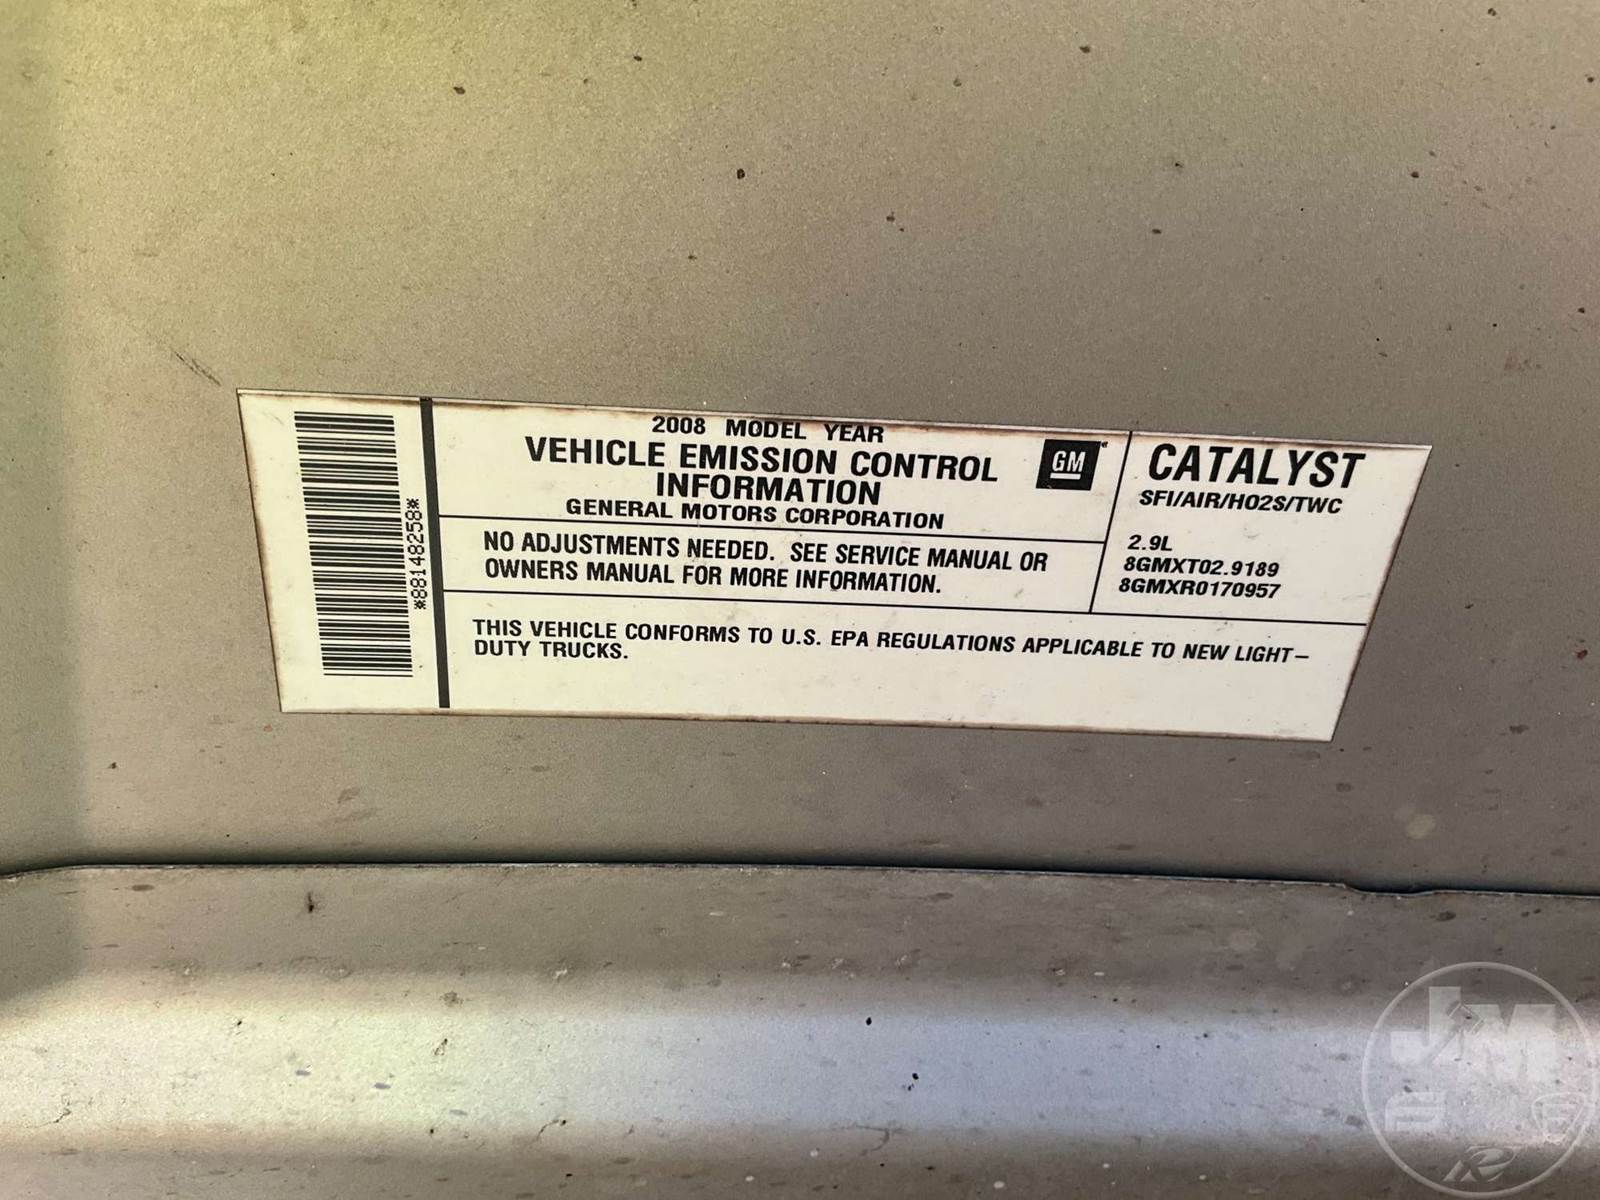 *88148258*
2008 MODEL YEAR
VEHICLE EMISSION CONTROL
INFORMATION
GENERAL MOTORS CORPORATION
GM
NO ADJUSTMENTS NEEDED. SEE SERVICE MANUAL OR
OWNERS MANUAL FOR MORE INFORMATION.
CATALYST
SFI/AIR/HO2S/TWC
2.9L
8GMXT02.9189
8GMXR0170957
THIS VEHICLE CONFORMS TO U.S. EPA REGULATIONS APPLICABLE TO NEW LIGHT–
DUTY TRUCKS.
JM